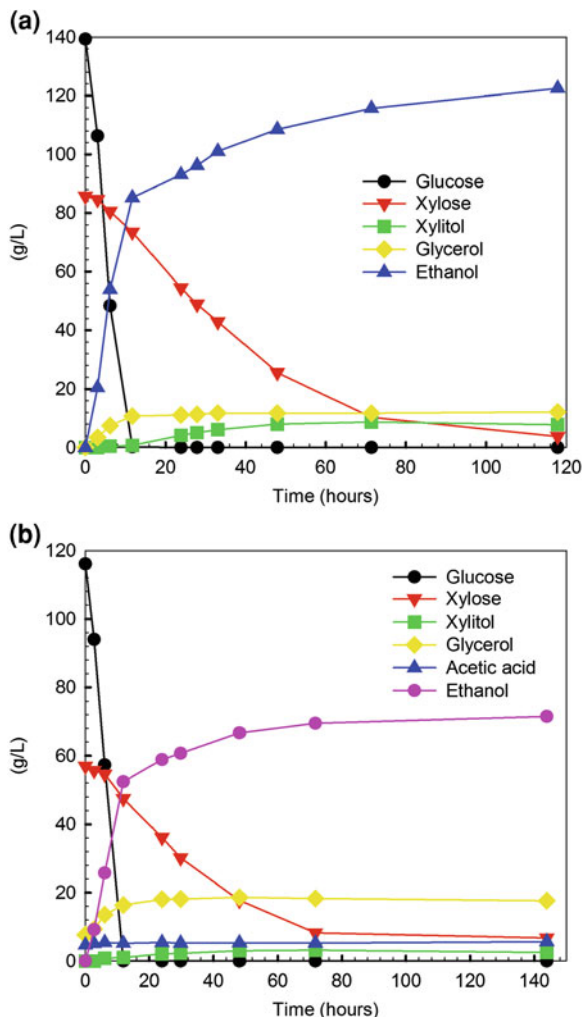 (a)
140
120
100
80
60
40
20
0
(g/L)
Glucose
Xylose
Xylitol
Glycerol
Ethanol
0 20 40 60 80 100 120
Time (hours)
(b)
120
100
80
60
40
20
0
(g/L)
Glucose
Xylose
Xylitol
Glycerol
Acetic acid
Ethanol
0 20 40 60 80 100 120 140
Time (hours)